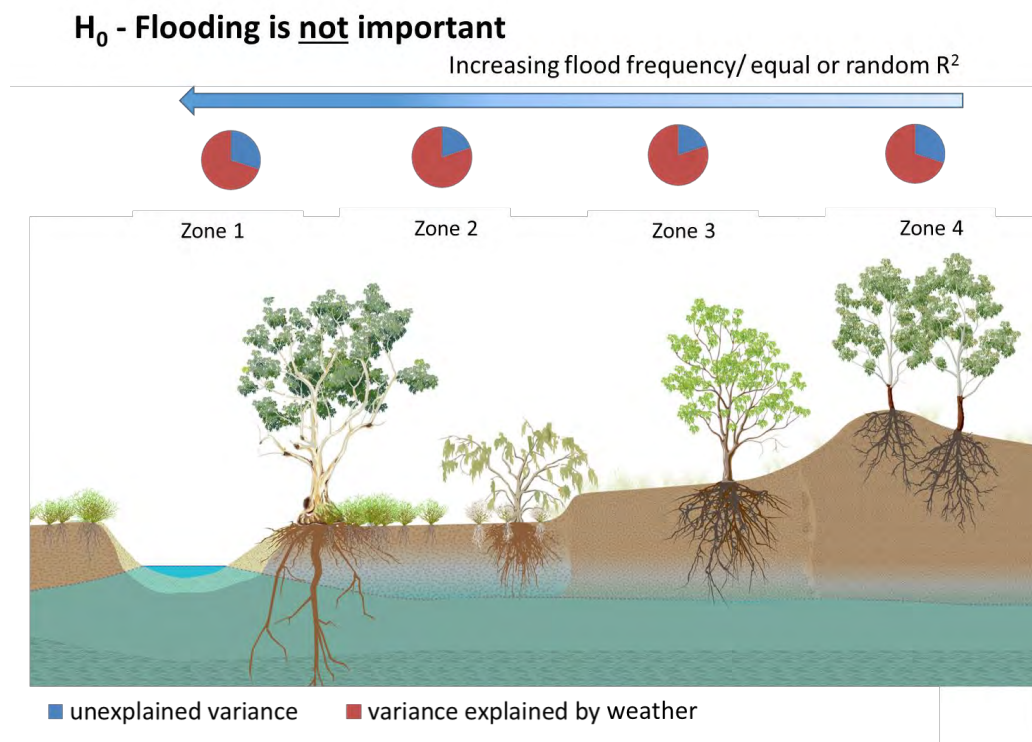 H₀ - Flooding is not important
Increasing flood frequency/ equal or random R²
Zone 1
Zone 2
Zone 3
Zone 4
unexplained variance
variance explained by weather